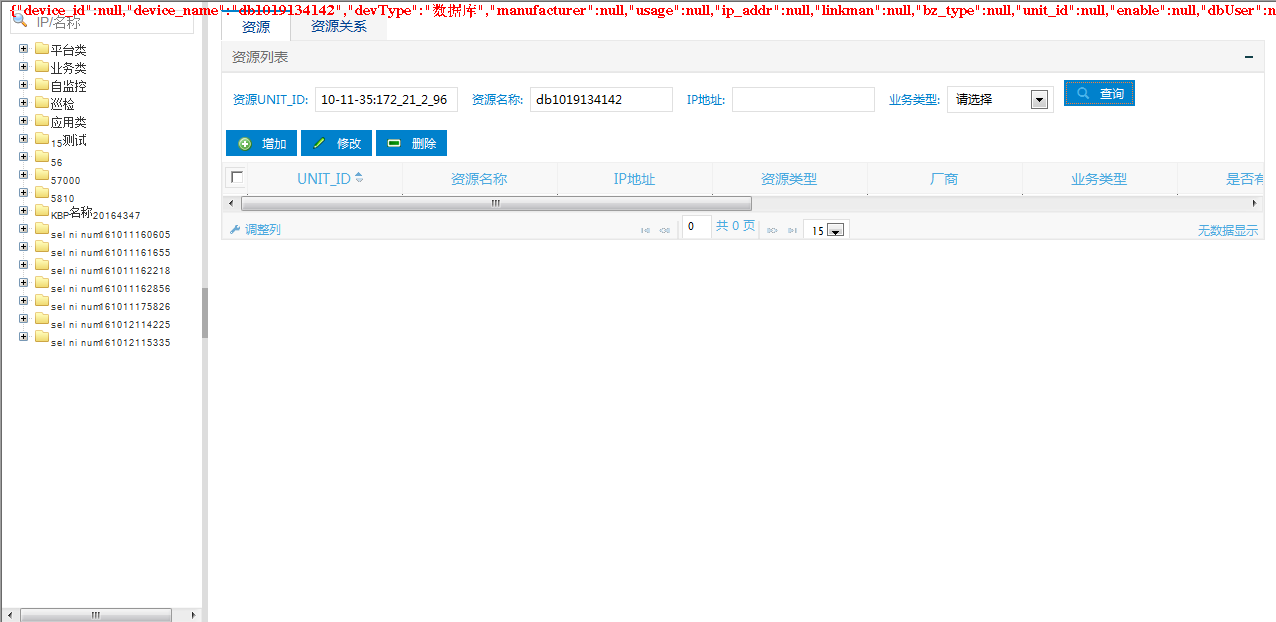 {"device_id":null,"device_name":"db1019134142","devType":"数据库","manufacturer":null,"usage":null,"ip_addr":null,"linkman":null,"bz_type":null,"unit_id":null,"enable":null,"dbUser":n
IP/名称
资源 资源关系
资源列表
平台类
业务类
自监控
巡检
应用类
15测试
56
57000
5810
KBP名称20164347
sel ni num161011160605
sel ni num161011161655
sel ni num161011162218
sel ni num161011162856
sel ni num161011175826
sel ni num161012114225
sel ni num161012115335
资源UNIT_ID: 10-11-35:172_21_2_96 资源名称: db1019134142 IP地址: 业务类型: 请选择 查询
增加 修改 删除
UNIT_ID 资源名称 IP地址 资源类型 厂商 业务类型 是否有
调整列 0 共 0 页 15 无数据显示